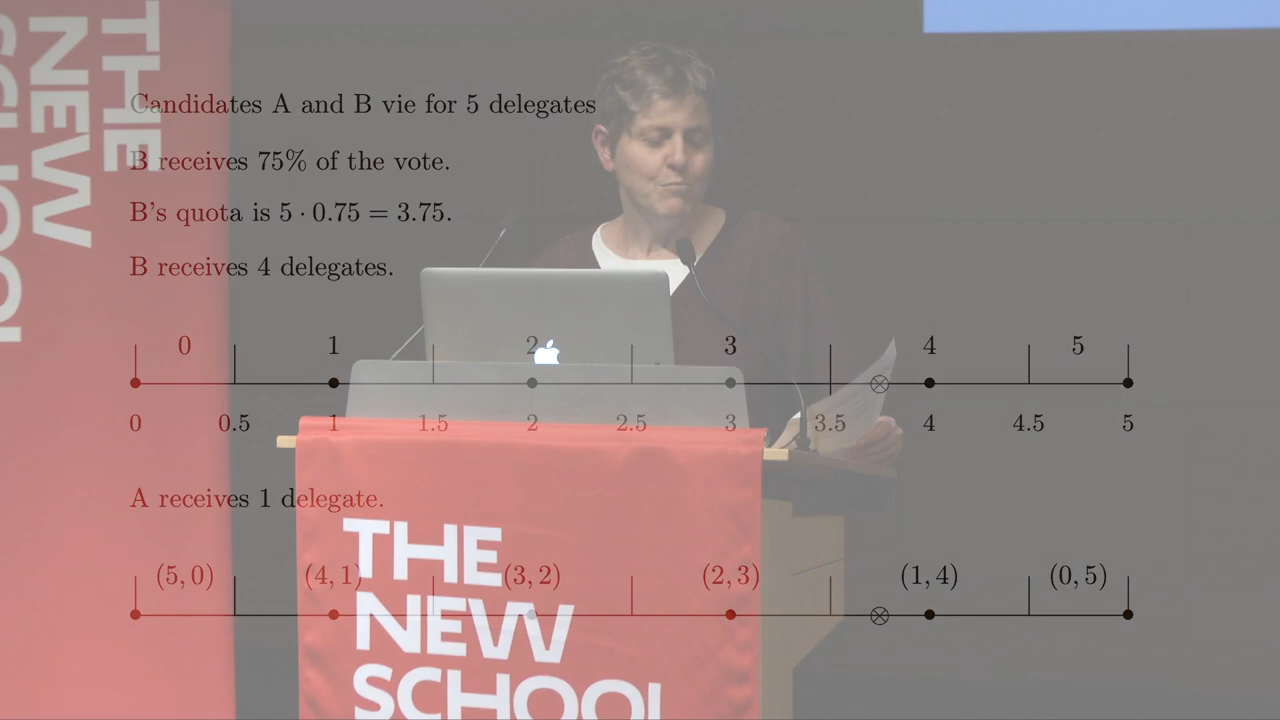 Candidates A and B vie for 5 delegates
B receives 75% of the vote.
B's quota is 5 · 0.75 = 3.75.
B receives 4 delegates.
0 1 2 3 4 5
0 0.5 1 1.5 2 2.5 3 3.5 4 4.5 5
A receives 1 delegate.
(5, 0) (4, 1) (3, 2) (2, 3) (1, 4) (0, 5)
THE
NEW
SCHOOL
THE
NEW
SCHOOL